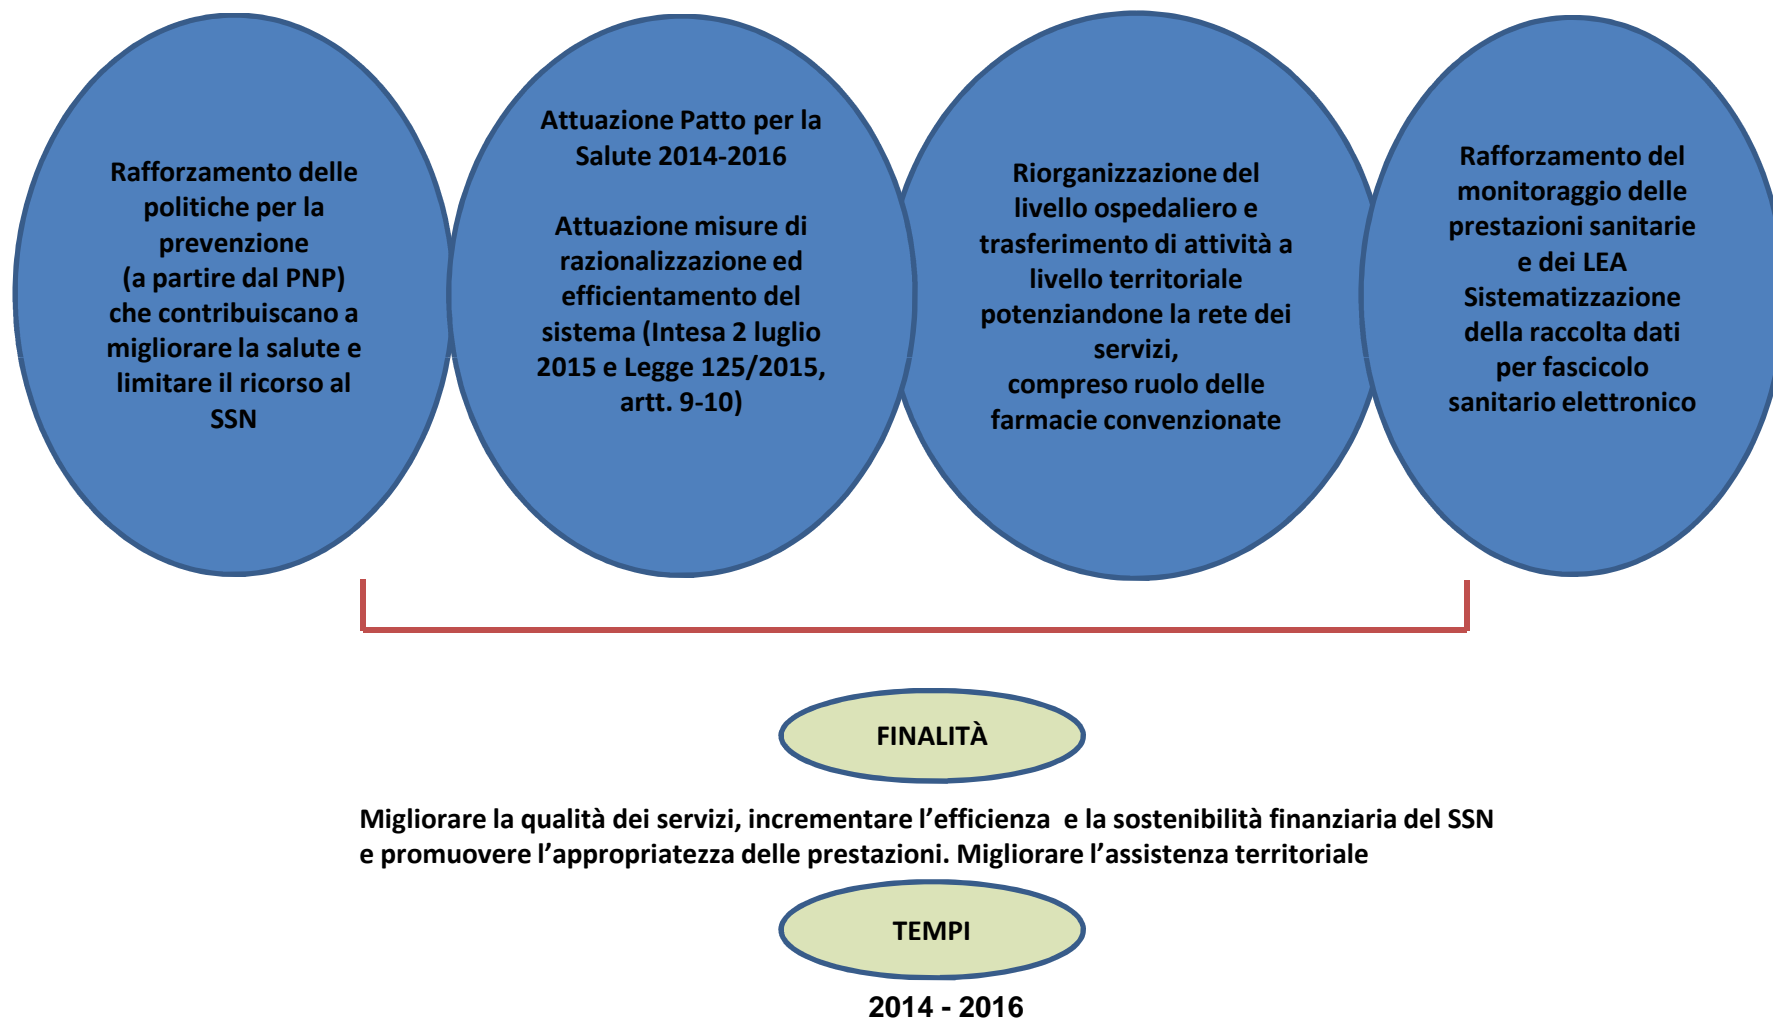 Rafforzamento delle
politiche per la
prevenzione
(a partire dal PNP)
che contribuiscano a
migliorare la salute e
limitare il ricorso al
SSN
Attuazione Patto per la
Salute 2014-2016
Attuazione misure di
razionalizzazione ed
efficientamento del
sistema (Intesa 2 luglio
2015 e Legge 125/2015,
artt. 9-10)
Riorganizzazione del
livello ospedaliero e
trasferimento di attività a
livello territoriale
potenziandone la rete dei
servizi,
compreso ruolo delle
farmacie convenzionate
Rafforzamento del
monitoraggio delle
prestazioni sanitarie
e dei LEA
Sistematizzazione
della raccolta dati
per fascicolo
sanitario elettronico
FINALITÀ
Migliorare la qualità dei servizi, incrementare l’efficienza e la sostenibilità finanziaria del SSN
e promuovere l’appropriatezza delle prestazioni. Migliorare l’assistenza territoriale
TEMPI
2014 - 2016